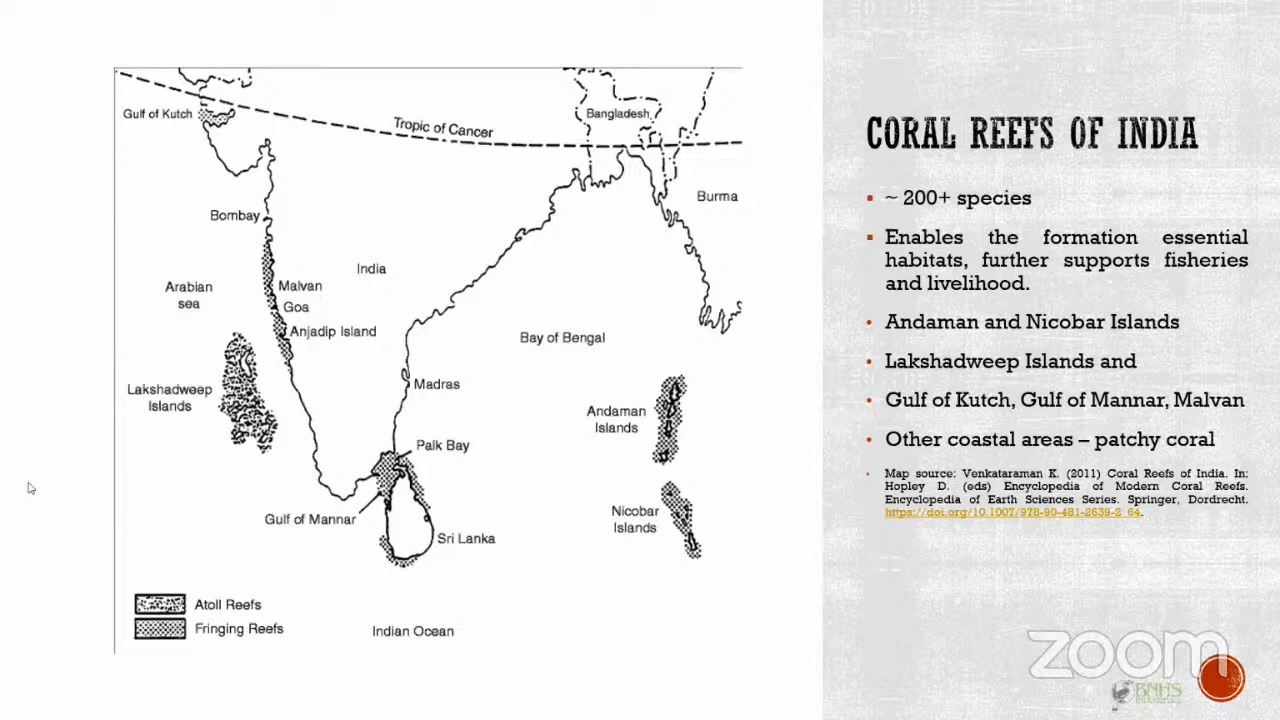 Gulf of Kutch
Tropic of Cancer
Bangladesh
Burma
Bombay
India
Arabian
sea
Malvan
Goa
Anjadip Island
Bay of Bengal
Lakshadweep
Islands
Madras
Andaman
Islands
Palk Bay
Nicobar
Islands
Gulf of Mannar
Sri Lanka
Atoll Reefs
Fringing Reefs
Indian Ocean
CORAL REEFS OF INDIA
~ 200+ species
Enables the formation essential
habitats, further supports fisheries
and livelihood.
Andaman and Nicobar Islands
Lakshadweep Islands and
Gulf of Kutch, Gulf of Mannar, Malvan
Other coastal areas – patchy coral
Map source: Venkataraman K. (2011) Coral Reefs of India. In:
Hopley D. (eds) Encyclopedia of Modern Coral Reefs.
Encyclopedia of Earth Sciences Series. Springer, Dordrecht.
https://doi.org/10.1007/978-90-481-2639-2_64.
zoom
BNHS